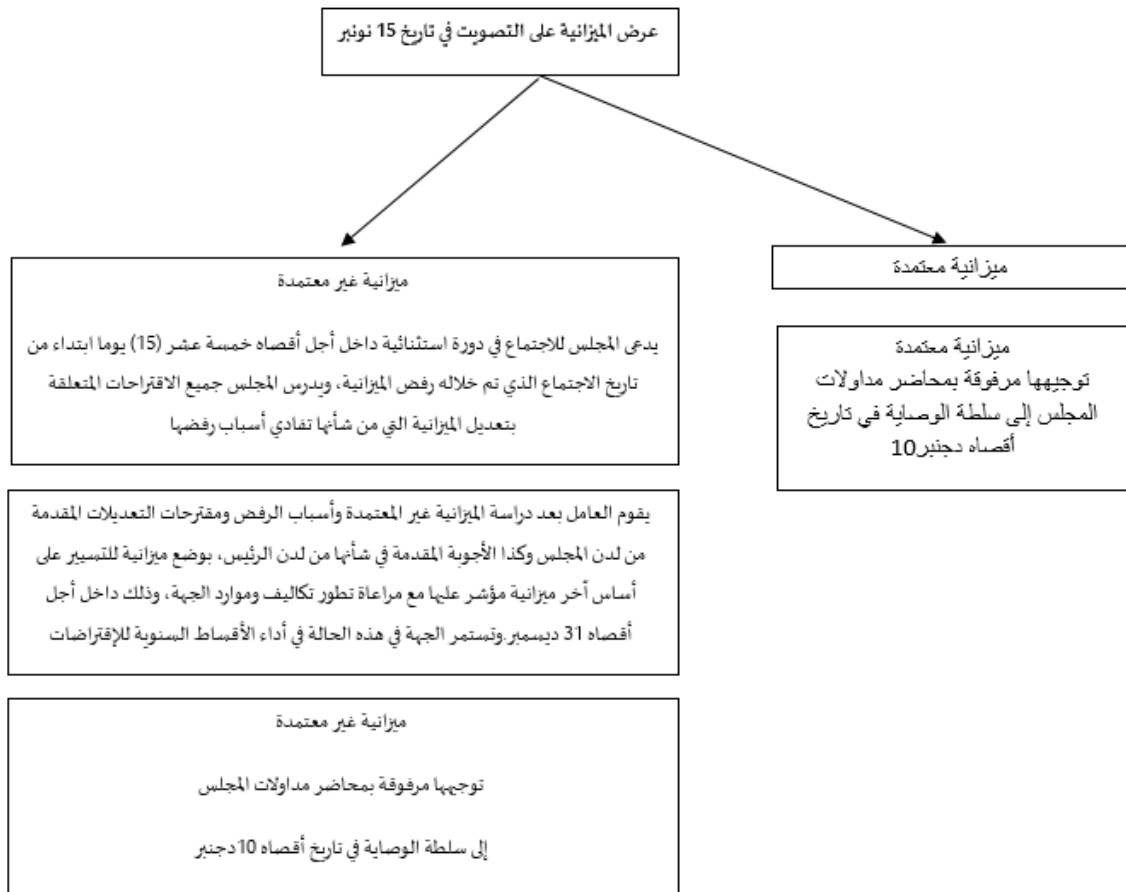 عرض الميزانية على التصويت في تاريخ 15 نونبر
ميزانية معتمدة
ميزانية معتمدة
توجيهها مرفوقة بمحاضر مداولات
المجلس إلى سلطة الوصاية في تاريخ
أقصاه دجنبر10
ميزانية غير معتمدة
يدعى المجلس للاجتماع في دورة استثنائية داخل أجل أقصاه خمسة عشر (15) يوما ابتداء من
تاريخ الاجتماع الذي تم خلاله رفض الميزانية، ويدرس المجلس جميع الاقتراحات المتعلقة
بتعديل الميزانية التي من شأنها تفادي أسباب رفضها
يقوم العامل بعد دراسة الميزانية غير المعتمدة وأسباب الرفض ومقترحات التعديلات المقدمة
من لدن المجلس وكذا الأجوبة المقدمة في شأنها من لدن الرئيس، بوضع ميزانية للتسيير على
أساس آخر ميزانية مؤشر عليها مع مراعاة تطور تكاليف وموارد الجهة، وذلك داخل أجل
أقصاه 31 ديسمبر.وتستمر الجهة في هذه الحالة في أداء الأقساط السنوية للإقتراضات
ميزانية غير معتمدة
توجيهها مرفوقة بمحاضر مداولات المجلس
إلى سلطة الوصاية في تاريخ أقصاه 10دجنبر